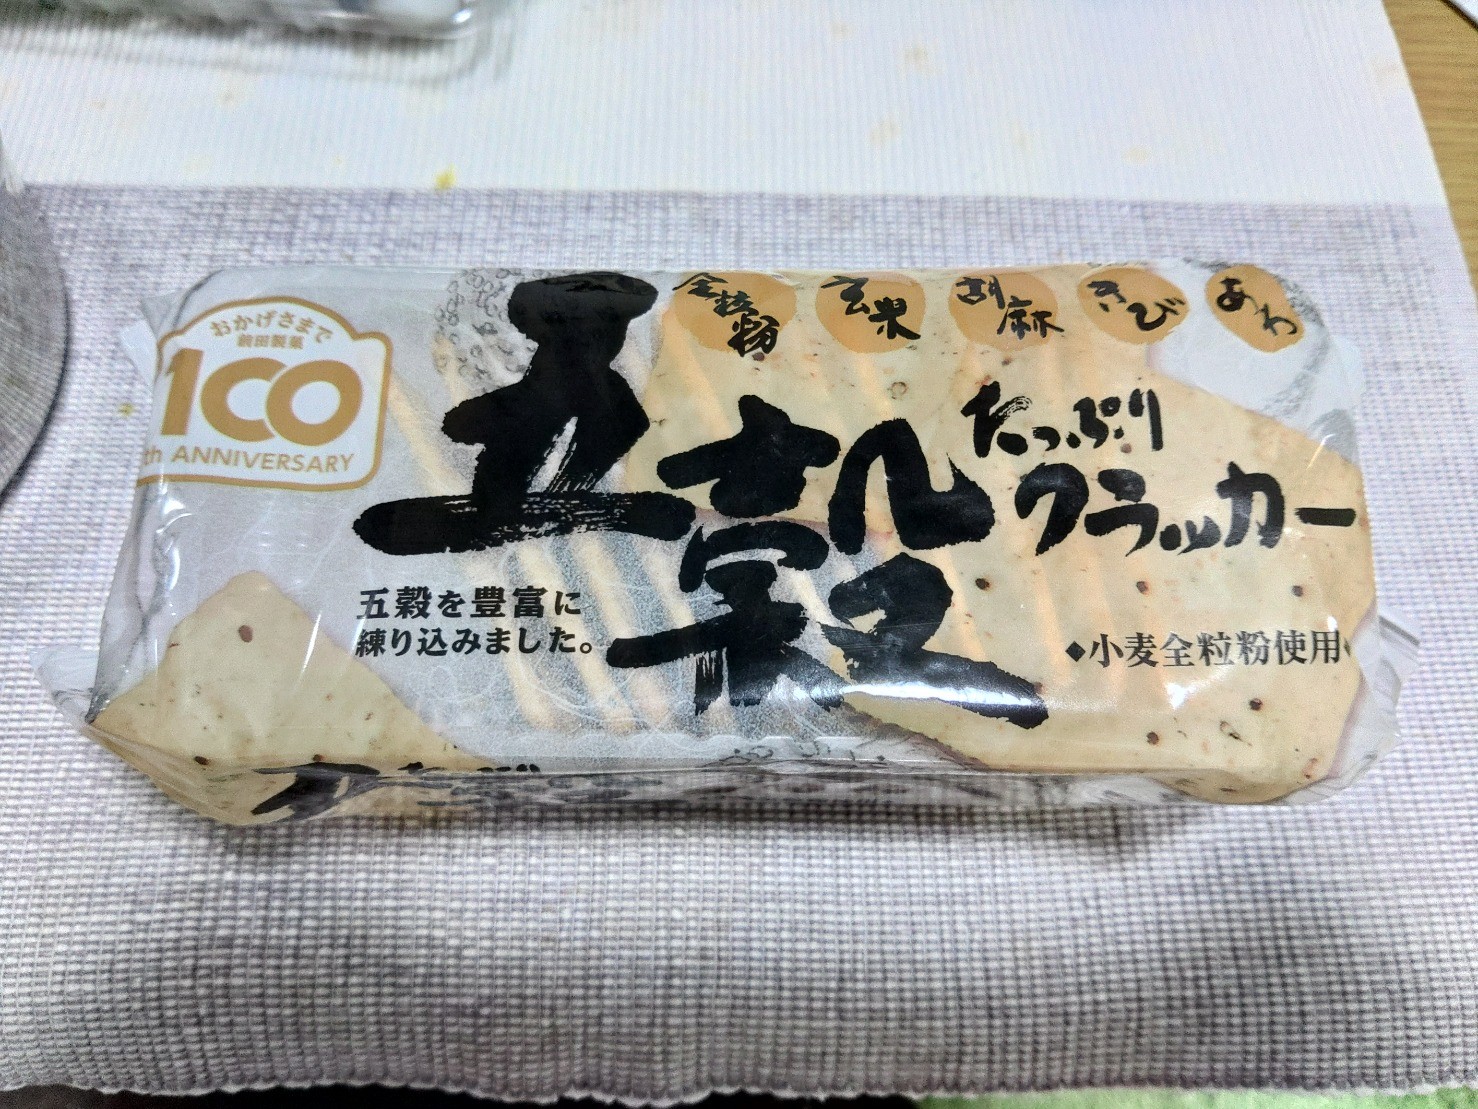 おかげさまで
前田製菓
100
th ANNIVERSARY
全粒粉
玄米
胡麻
きび
あわ
五穀
たっぷり
クラッカー
五穀を豊富に
練り込みました。
◆小麦全粒粉使用◆